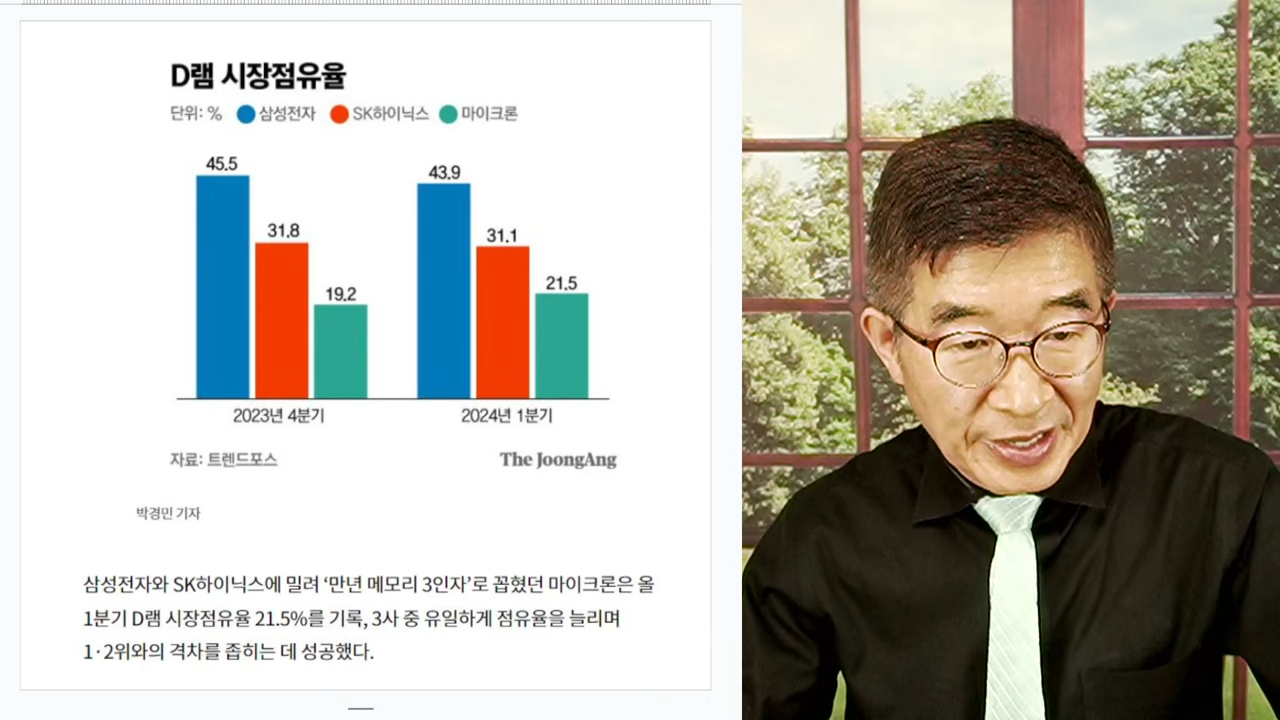 D램 시장점유율
단위: % 삼성전자 SK하이닉스 마이크론
45.5
31.8
19.2
43.9
31.1
21.5
2023년 4분기
2024년 1분기
자료: 트렌드포스
The JoongAng
박경민 기자
삼성전자와 SK하이닉스에 밀려 ‘만년 메모리 3인자’로 꼽혔던 마이크론은 올
1분기 D램 시장점유율 21.5%를 기록, 3사 중 유일하게 점유율을 늘리며
1·2위와의 격차를 좁히는 데 성공했다.